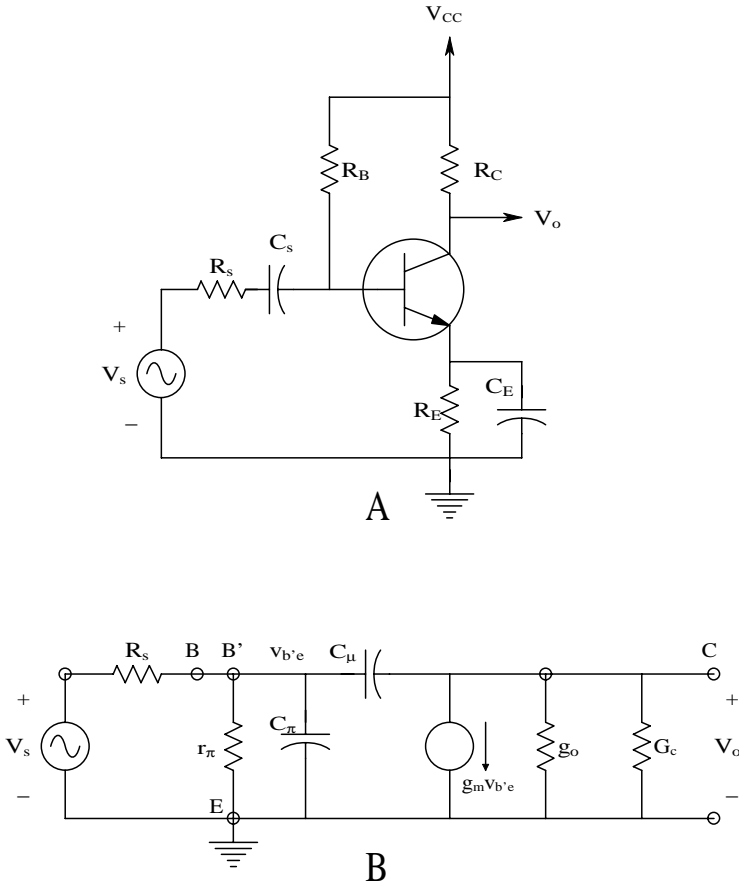 V_CC
R_B
R_C
V_o
C_s
R_s
+
V_s
−
C_E
R_E
A
R_s B B’ v_b’e C_μ C
+ +
V_s r_π C_π g_o G_c V_o
− g_m v_b’e −
E
B